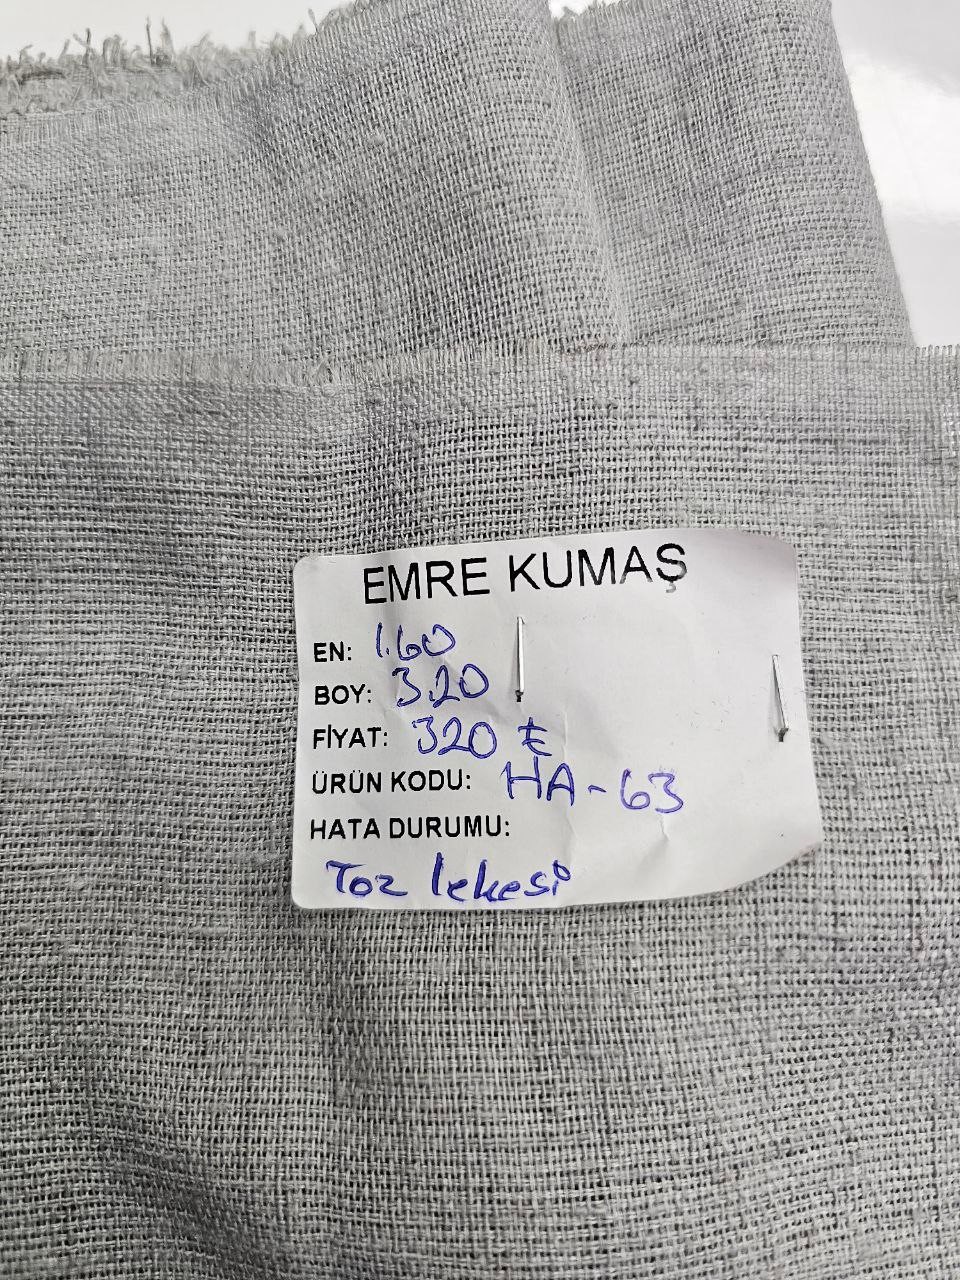 EMRE KUMAŞ
EN: 1.60
BOY: 3.20
FİYAT: 320 ₺
ÜRÜN KODU: HA-63
HATA DURUMU:
Toz lekesi